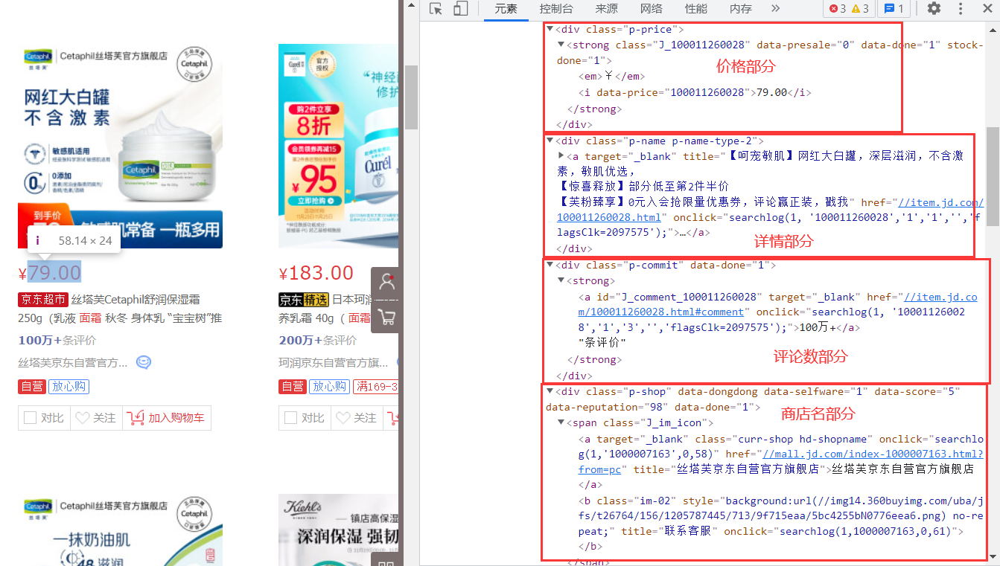 Cetaphil
丝塔芙
Cetaphil丝塔芙官方旗舰店
Cetaphil
网红大白罐
不含激素
敏感肌适用
0添加
Cetaphil
到手价
敏感肌常备 一瓶多用
i 58.14 × 24
¥79.00
京东超市 丝塔芙Cetaphil舒润保湿霜
250g（乳液 面霜 秋冬 身体乳 “宝宝树”推
100万+条评价
丝塔芙京东自营官方...
自营 放心购
对比 关注 加入购物车
Curél
官方
授权
“神经
修护
购2件立享
8折
会员领券再减15
第2件券后到手价
¥95
立即抢购
Curél
¥183.00
京东精选 日本珂润
养乳霜 40g（ 面霜
200万+条评价
珂润京东自营官方旗...
自营 放心购 满169-3
对比 关注
Cetaphil
丝塔芙
Cetaphil丝塔芙官方旗舰店
Cetaphil
一抹奶油肌
48 滋润
Kiehl's
镇店高保湿
深润保湿 强韧
元素 控制台 来源 网络 性能 内存 » 3 3 1
<div class="p-price">
<strong class="J_100011260028" data-presale="0" data-done="1" stock-
done="1">
价格部分
<em>¥</em>
<i data-price="100011260028">79.00</i>
</strong>
</div>
<div class="p-name p-name-type-2">
<a target="_blank" title="【呵宠敏肌】网红大白罐，深层滋润，不含激
素，敏肌优选，
【惊喜释放】部分低至第2件半价
【芙粉臻享】0元入会抢限量优惠券，评论赢正装，戳我" href="//item.jd.com/
100011260028.html" onclick="searchlog(1, '100011260028','1','1','','f
lagsClk=2097575');">…</a>
详情部分
</div>
<div class="p-commit" data-done="1">
<strong>
<a id="J_comment_100011260028" target="_blank" href="//item.jd.co
m/100011260028.html#comment" onclick="searchlog(1, '10001126002
8','1','3','','flagsClk=2097575');">100万+</a>
"条评价"
评论数部分
</strong>
</div>
<div class="p-shop" data-dongdong data-selfware="1" data-score="5"
data-reputation="98" data-done="1">
商店名部分
<span class="J_im_icon">
<a target="_blank" class="curr-shop hd-shopname" onclick="searchlo
g(1,'1000007163',0,58)" href="//mall.jd.com/index-1000007163.html?
from=pc" title="丝塔芙京东自营官方旗舰店">丝塔芙京东自营官方旗舰店
</a>
<b class="im-02" style="background:url(//img14.360buyimg.com/uba/j
fs/t26764/156/1205787445/713/9f715eaa/5bc4255bN0776eea6.png) no-re
peat;" title="联系客服" onclick="searchlog(1,1000007163,0,61)">
</b>
</span>